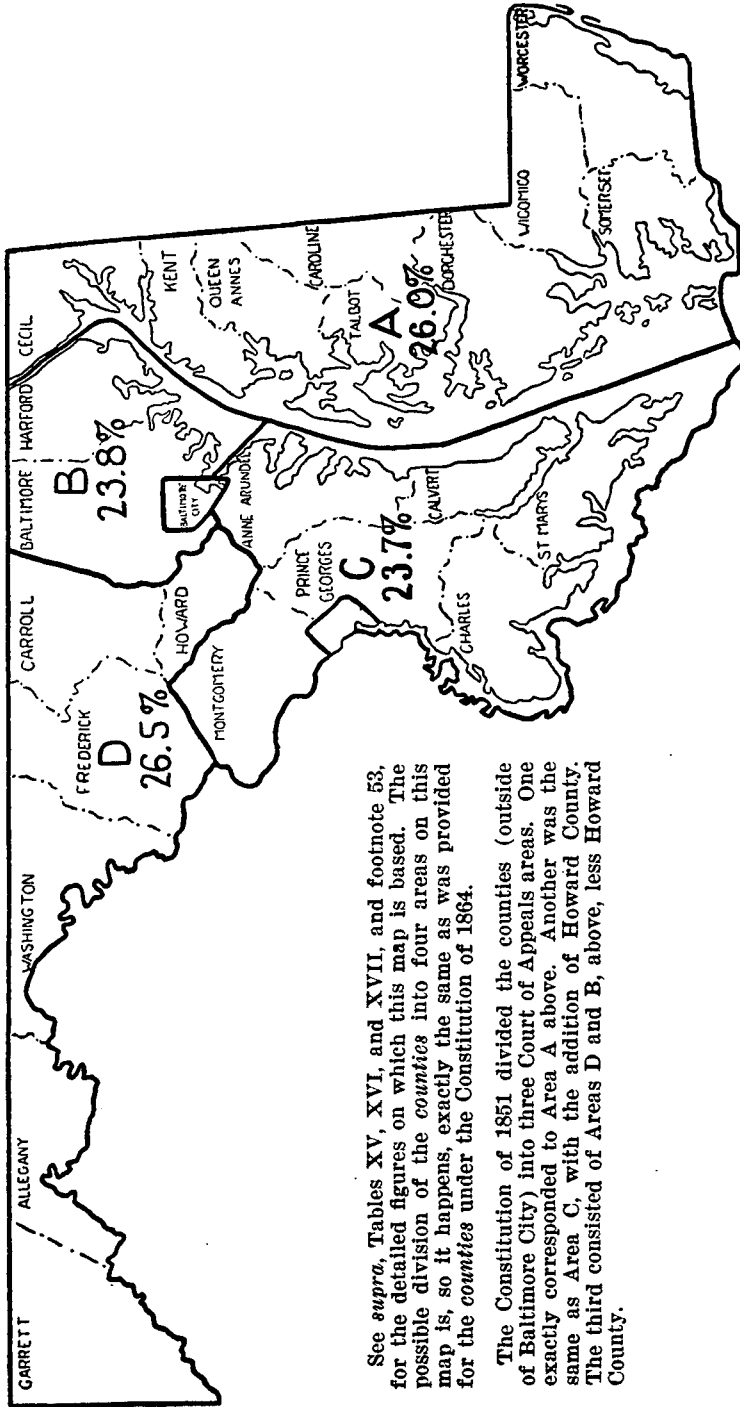 GARRETT
ALLEGANY
WASHINGTON
FREDERICK
CARROLL
BALTIMORE
HARFORD
CECIL
D
26.5%
B
23.8%
BALTIMORE
CITY
HOWARD
MONTGOMERY
ANNE ARUNDEL
PRINCE
GEORGES
C
23.7%
CALVERT
CHARLES
ST MARYS
KENT
QUEEN
ANNES
CAROLINE
TALBOT
A
26.0%
DORCHESTER
WICOMICO
WORCESTER
SOMERSET
See supra, Tables XV, XVI, and XVII, and footnote 53,
for the detailed figures on which this map is based. The
possible division of the counties into four areas on this
map is, so it happens, exactly the same as was provided
for the counties under the Constitution of 1864.
The Constitution of 1851 divided the counties (outside
of Baltimore City) into three Court of Appeals areas. One
exactly corresponded to Area A above. Another was the
same as Area C, with the addition of Howard County.
The third consisted of Areas D and B, above, less Howard
County.